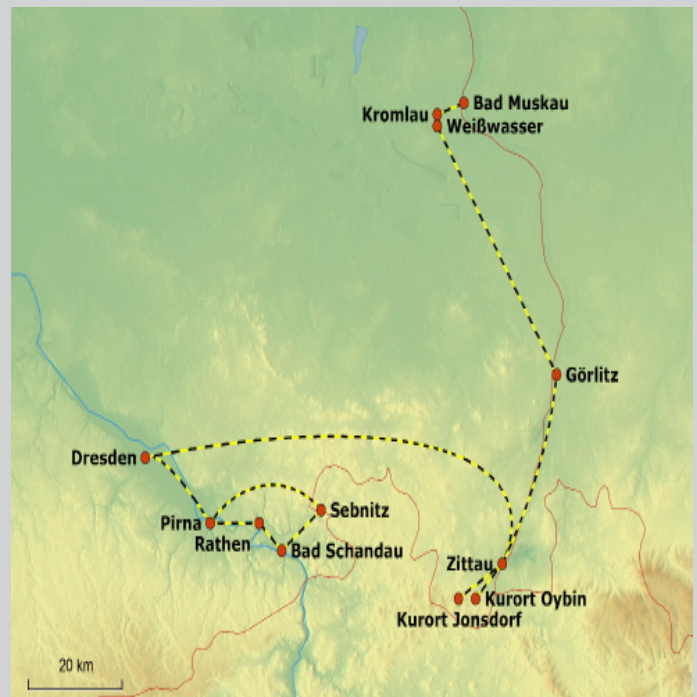 Bad Muskau
Kromlau
Weißwasser
Görlitz
Dresden
Sebnitz
Pirna
Rathen
Bad Schandau
Zittau
Kurort Oybin
Kurort Jonsdorf
20 km